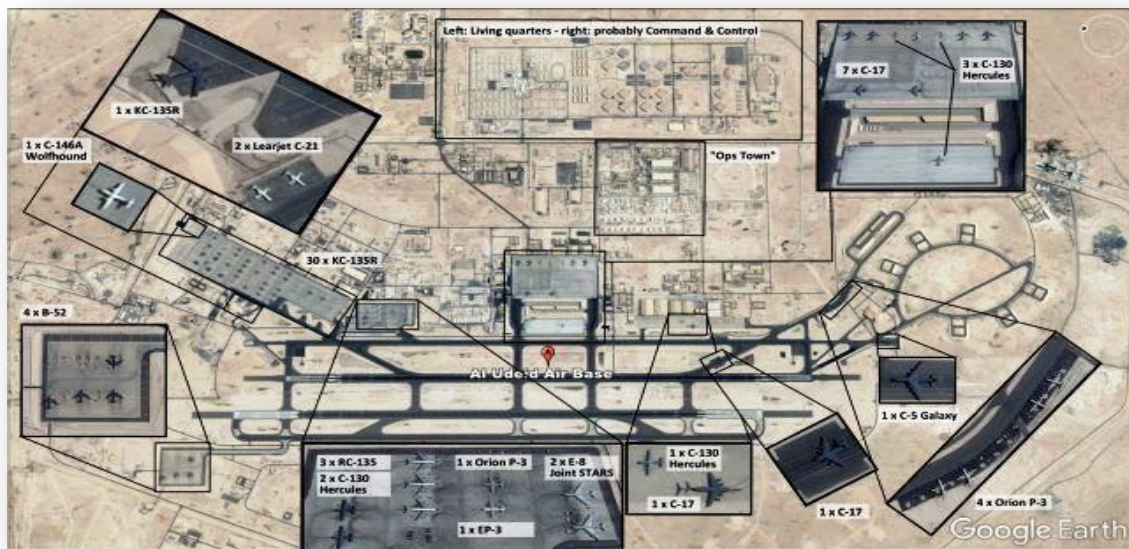 Left: Living quarters - right: probably Command & Control
7 x C-17
3 x C-130
Hercules
1 x KC-135R
2 x Learjet C-21
1 x C-146A
Wolfhound
"Ops Town"
30 x KC-135R
4 x B-52
Al Udeid Air Base
1 x C-5 Galaxy
3 x RC-135
2 x C-130
Hercules
1 x Orion P-3
1 x EP-3
2 x E-8
Joint STARS
1 x C-130
Hercules
1 x C-17
1 x C-17
4 x Orion P-3
Google Earth